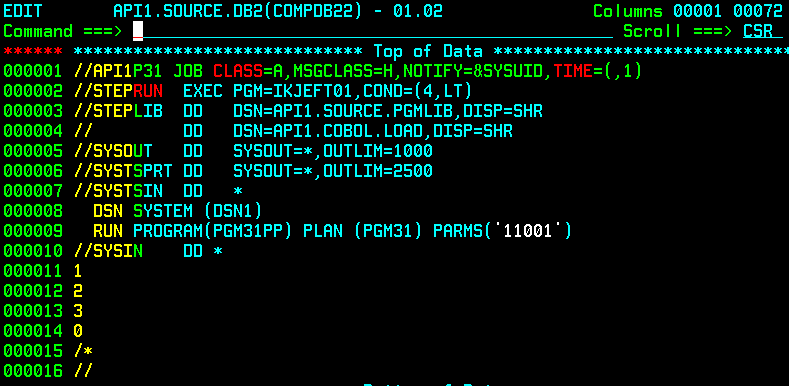 EDIT       API1.SOURCE.DB2(COMPDB22) - 01.02                  Columns 00001 00072
Command ===>                                                  Scroll ===> CSR
****** ***************************** Top of Data ******************************
000001 //API1P31 JOB CLASS=A,MSGCLASS=H,NOTIFY=&SYSUID,TIME=(,1)
000002 //STEPRUN  EXEC PGM=IKJEFT01,COND=(4,LT)
000003 //STEPLIB  DD   DSN=API1.SOURCE.PGMLIB,DISP=SHR
000004 //         DD   DSN=API1.COBOL.LOAD,DISP=SHR
000005 //SYSOUT   DD   SYSOUT=*,OUTLIM=1000
000006 //SYSTSPRT DD   SYSOUT=*,OUTLIM=2500
000007 //SYSTSIN  DD   *
000008   DSN SYSTEM (DSN1)
000009   RUN PROGRAM(PGM31PP) PLAN (PGM31) PARMS('11001')
000010 //SYSIN    DD *
000011 1
000012 2
000013 3
000014 0
000015 /*
000016 //